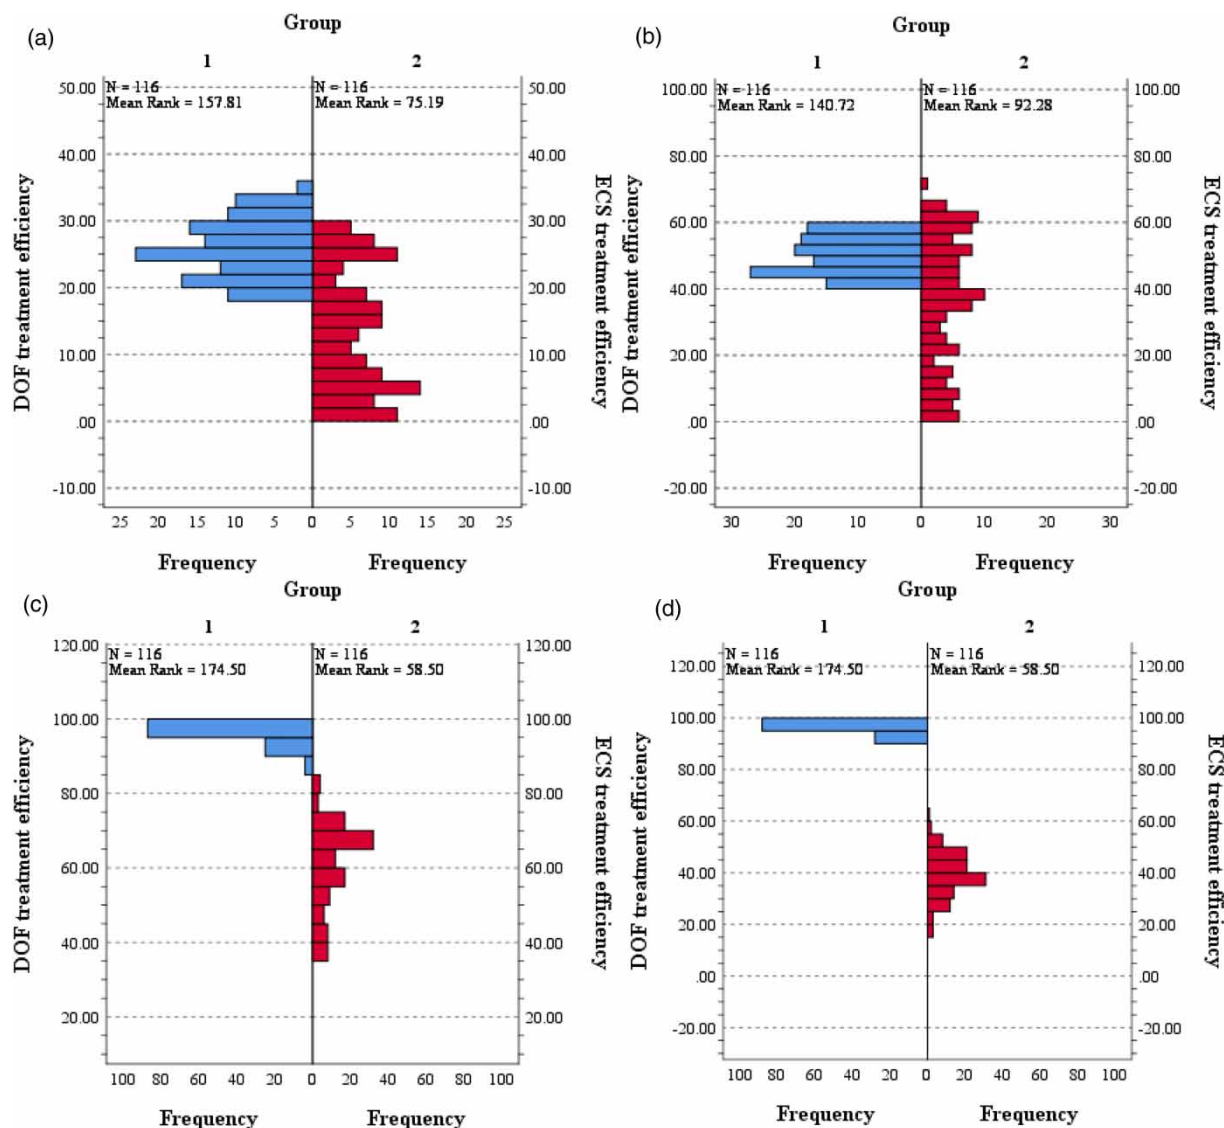 (a)
Group
1 2
N = 116 N = 116
Mean Rank = 157.81 Mean Rank = 75.19
50.00 50.00
40.00 40.00
30.00 30.00
20.00 20.00
10.00 10.00
.00 .00
-10.00 -10.00
DOF treatment efficiency
ECS treatment efficiency
25 20 15 10 5 0 5 10 15 20 25
Frequency Frequency
(b)
Group
1 2
N = 116 N = 116
Mean Rank = 140.72 Mean Rank = 92.28
100.00 100.00
80.00 80.00
60.00 60.00
40.00 40.00
20.00 20.00
.00 .00
-20.00 -20.00
DOF treatment efficiency
ECS treatment efficiency
30 20 10 0 10 20 30
Frequency Frequency
(c)
Group
1 2
N = 116 N = 116
Mean Rank = 174.50 Mean Rank = 58.50
120.00 120.00
100.00 100.00
80.00 80.00
60.00 60.00
40.00 40.00
20.00 20.00
DOF treatment efficiency
ECS treatment efficiency
100 80 60 40 20 0 20 40 60 80 100
Frequency Frequency
(d)
Group
1 2
N = 116 N = 116
Mean Rank = 174.50 Mean Rank = 58.50
120.00 120.00
100.00 100.00
80.00 80.00
60.00 60.00
40.00 40.00
20.00 20.00
.00 .00
-20.00 -20.00
DOF treatment efficiency
ECS treatment efficiency
100 80 60 40 20 0 20 40 60 80 100
Frequency Frequency